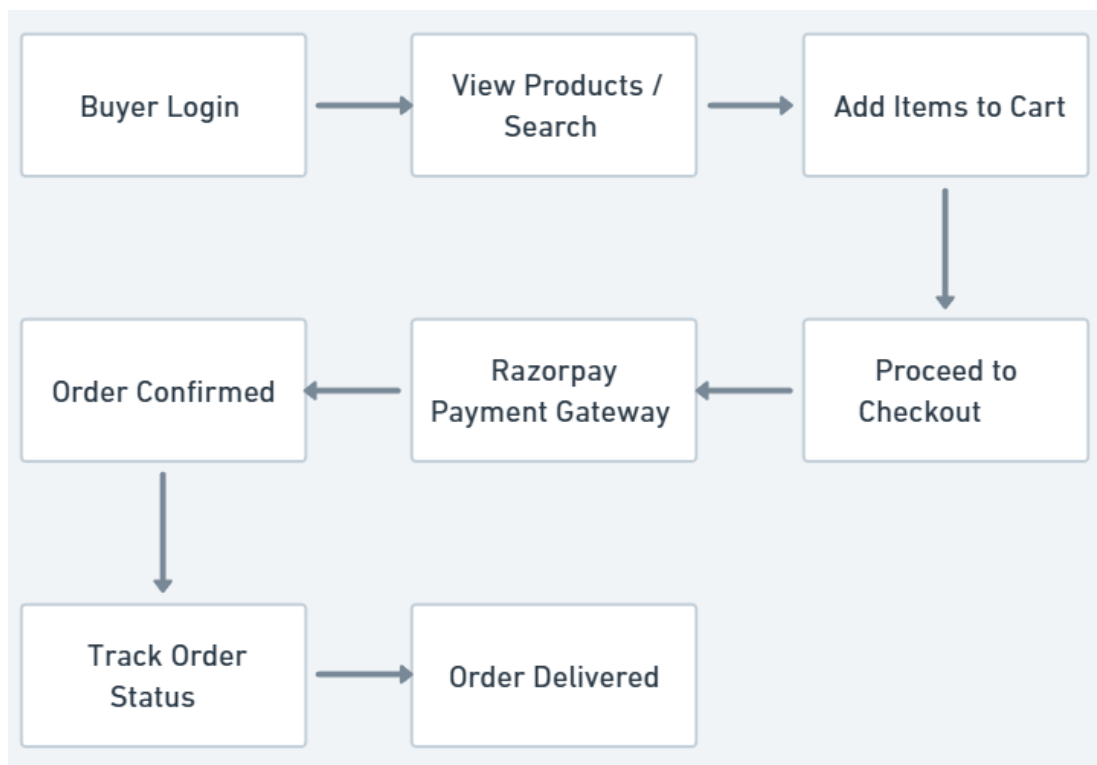 Buyer Login
View Products /
Search
Add Items to Cart
Proceed to
Checkout
Razorpay
Payment Gateway
Order Confirmed
Track Order
Status
Order Delivered